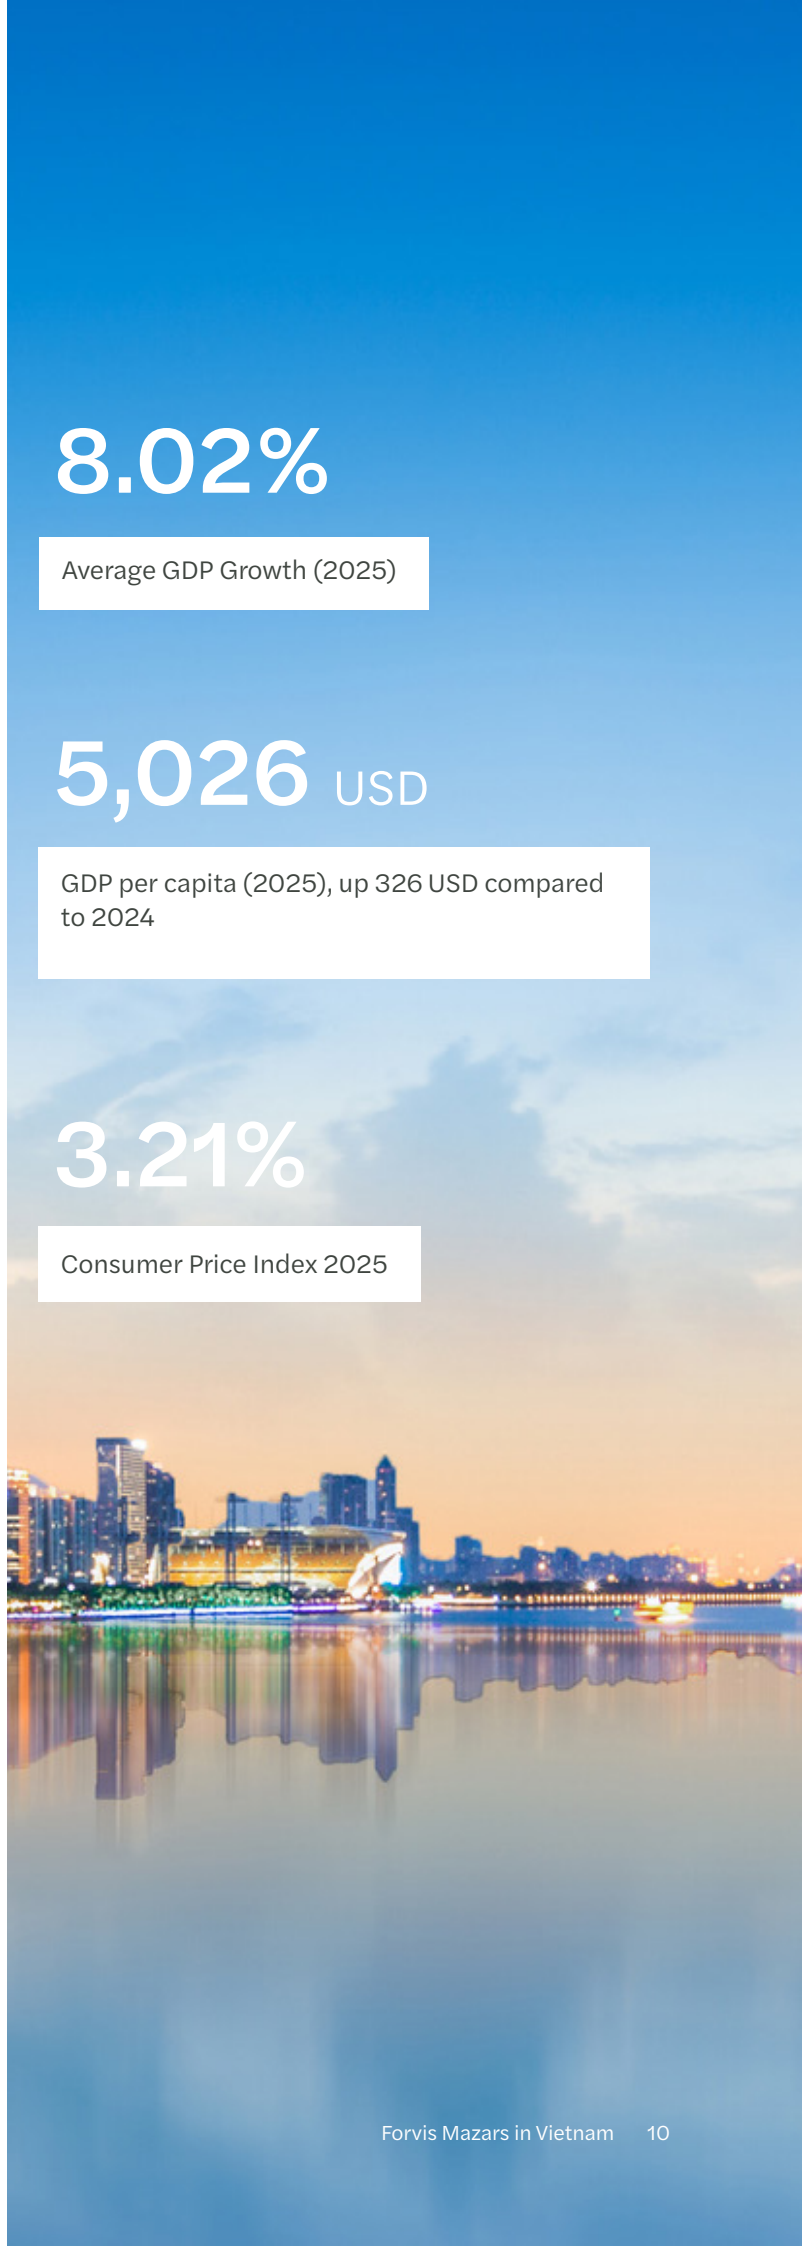 8.02%
Average GDP Growth (2025)
5,026 USD
GDP per capita (2025), up 326 USD compared
to 2024
3.21%
Consumer Price Index 2025
Forvis Mazars in Vietnam 10